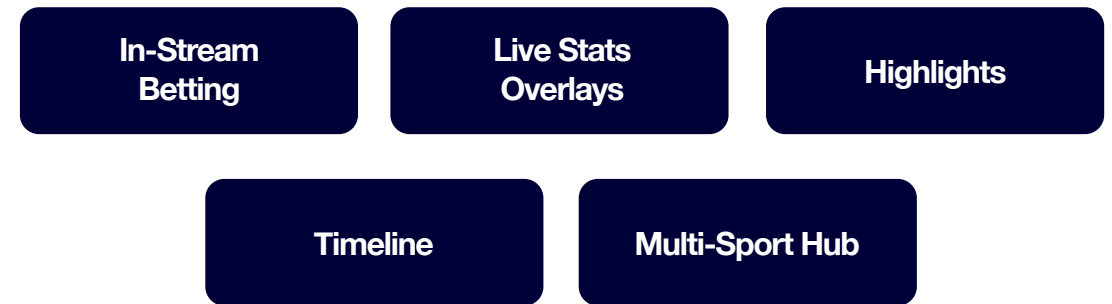 In-Stream
Betting
Live Stats
Overlays
Highlights
Timeline
Multi-Sport Hub